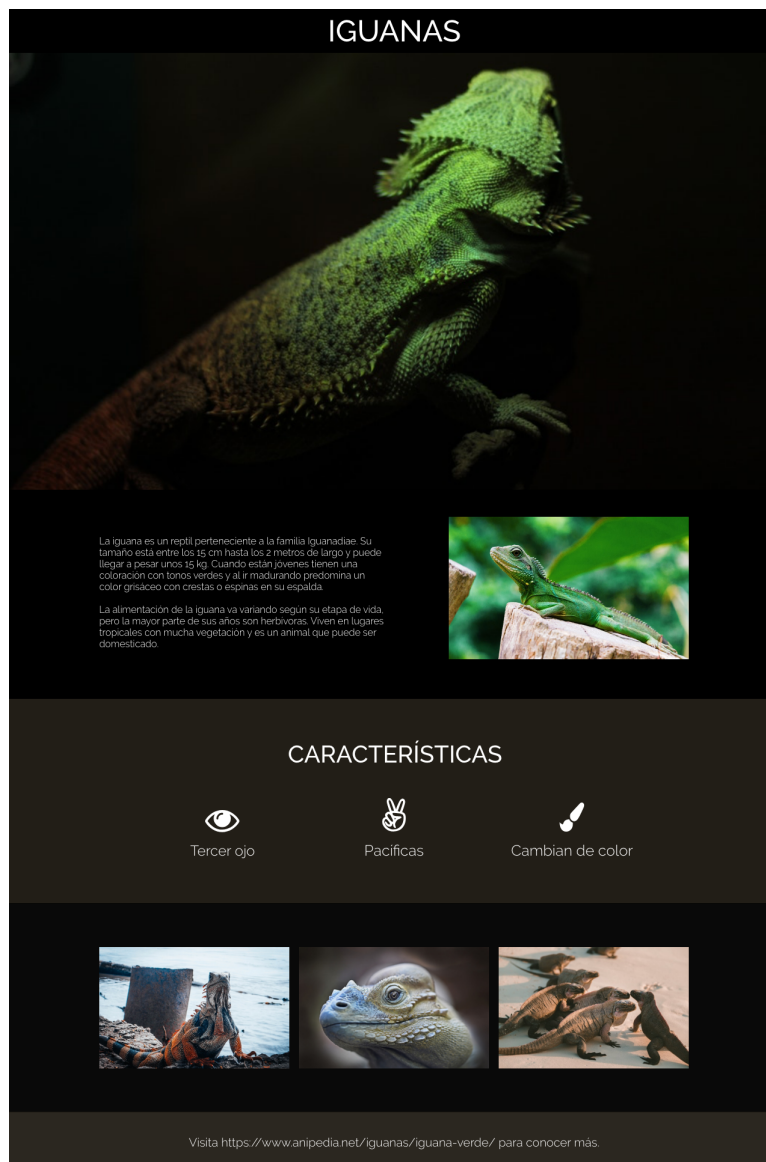 IGUANAS
La iguana es un reptil perteneciente a la familia Iguanadiae. Su
tamaño está entre los 15 cm hasta los 2 metros de largo y puede
llegar a pesar unos 15 kg. Cuando están jóvenes tienen una
coloración con tonos verdes y al ir madurando predomina un
color grisáceo con crestas o espinas en su espalda.
La alimentación de la iguana va variando según su etapa de vida,
pero la mayor parte de sus años son herbívoras. Viven en lugares
tropicales con mucha vegetación y es un animal que puede ser
domesticado.
CARACTERÍSTICAS
Tercer ojo
Pacíficas
Cambian de color
Visita https://www.anipedia.net/iguanas/iguana-verde/ para conocer más.